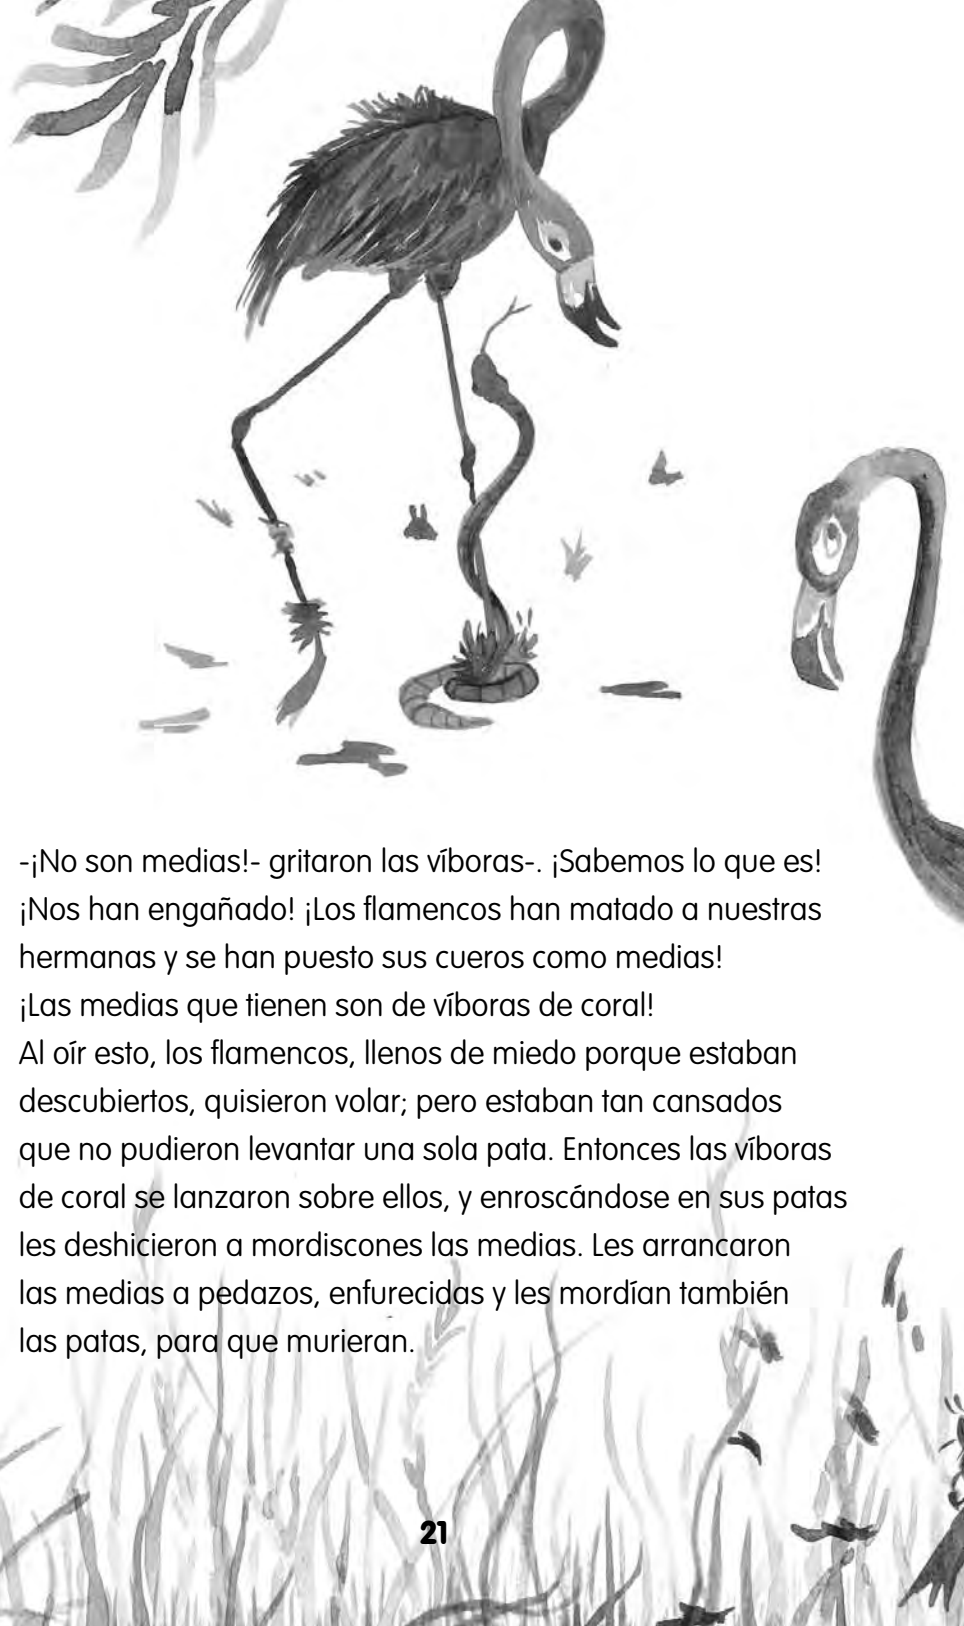 -¡No son medias!- gritaron las víboras-. ¡Sabemos lo que es!
¡Nos han engañado! ¡Los flamencos han matado a nuestras
hermanas y se han puesto sus cueros como medias!
¡Las medias que tienen son de víboras de coral!
Al oír esto, los flamencos, llenos de miedo porque estaban
descubiertos, quisieron volar; pero estaban tan cansados
que no pudieron levantar una sola pata. Entonces las víboras
de coral se lanzaron sobre ellos, y enroscándose en sus patas
les deshicieron a mordiscones las medias. Les arrancaron
las medias a pedazos, enfurecidas y les mordían también
las patas, para que murieran.
21